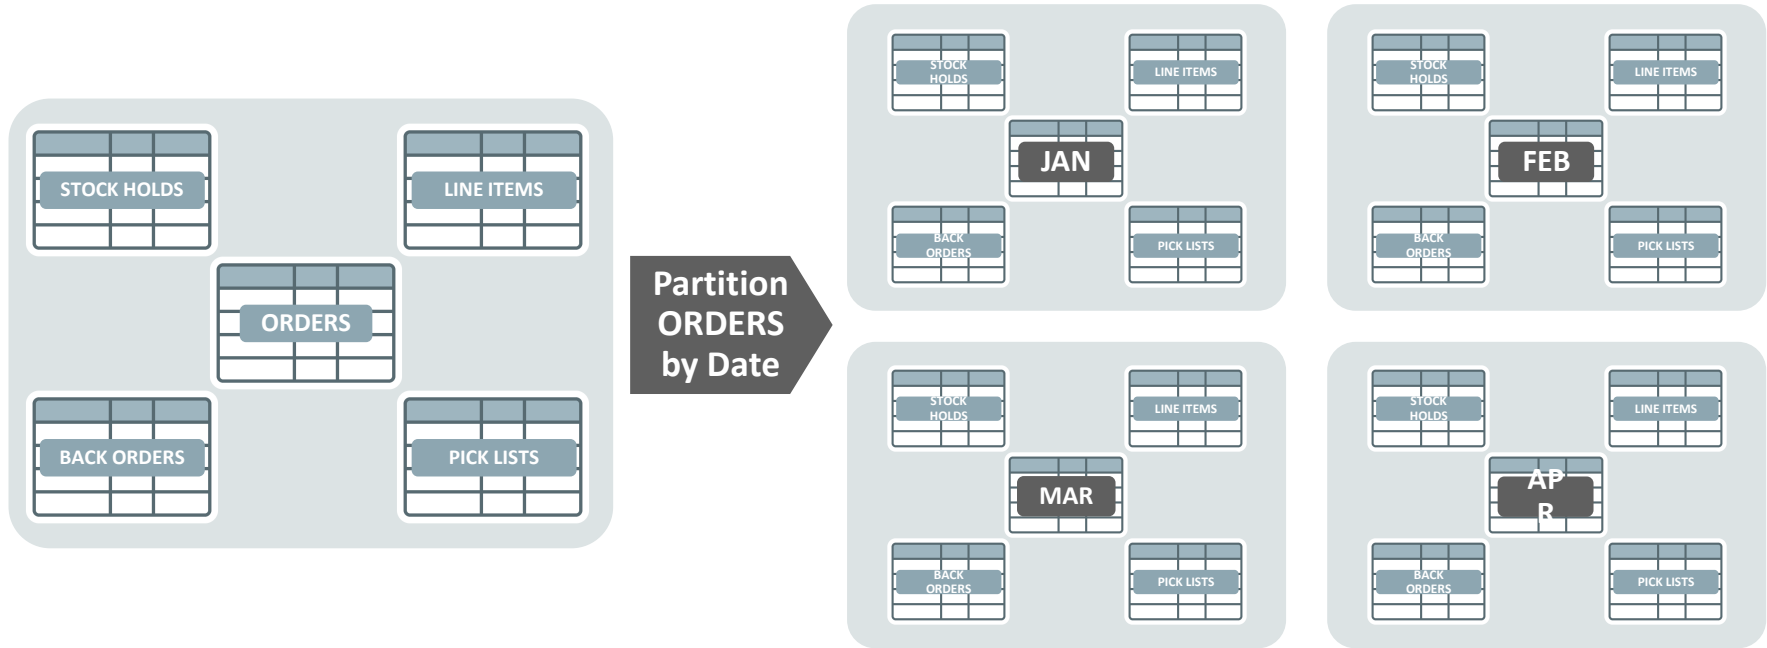 STOCK HOLDS
LINE ITEMS
ORDERS
BACK ORDERS
PICK LISTS
Partition
ORDERS
by Date
STOCK
HOLDS
LINE ITEMS
JAN
BACK
ORDERS
PICK LISTS
STOCK
HOLDS
LINE ITEMS
FEB
BACK
ORDERS
PICK LISTS
STOCK
HOLDS
LINE ITEMS
MAR
BACK
ORDERS
PICK LISTS
STOCK
HOLDS
LINE ITEMS
AP
R
BACK
ORDERS
PICK LISTS